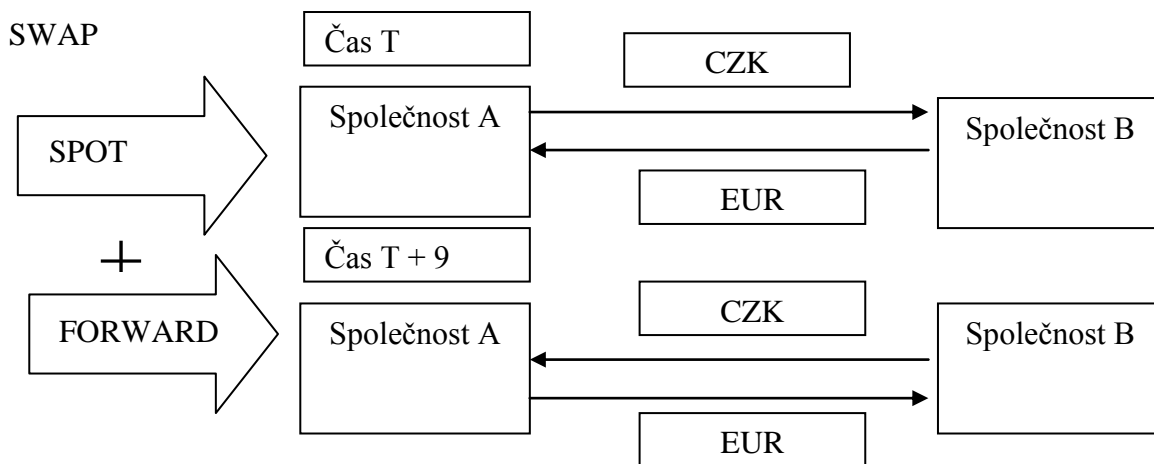 SWAP
Čas T
CZK
SPOT
Společnost A
Společnost B
EUR
+
Čas T + 9
CZK
FORWARD
Společnost A
Společnost B
EUR